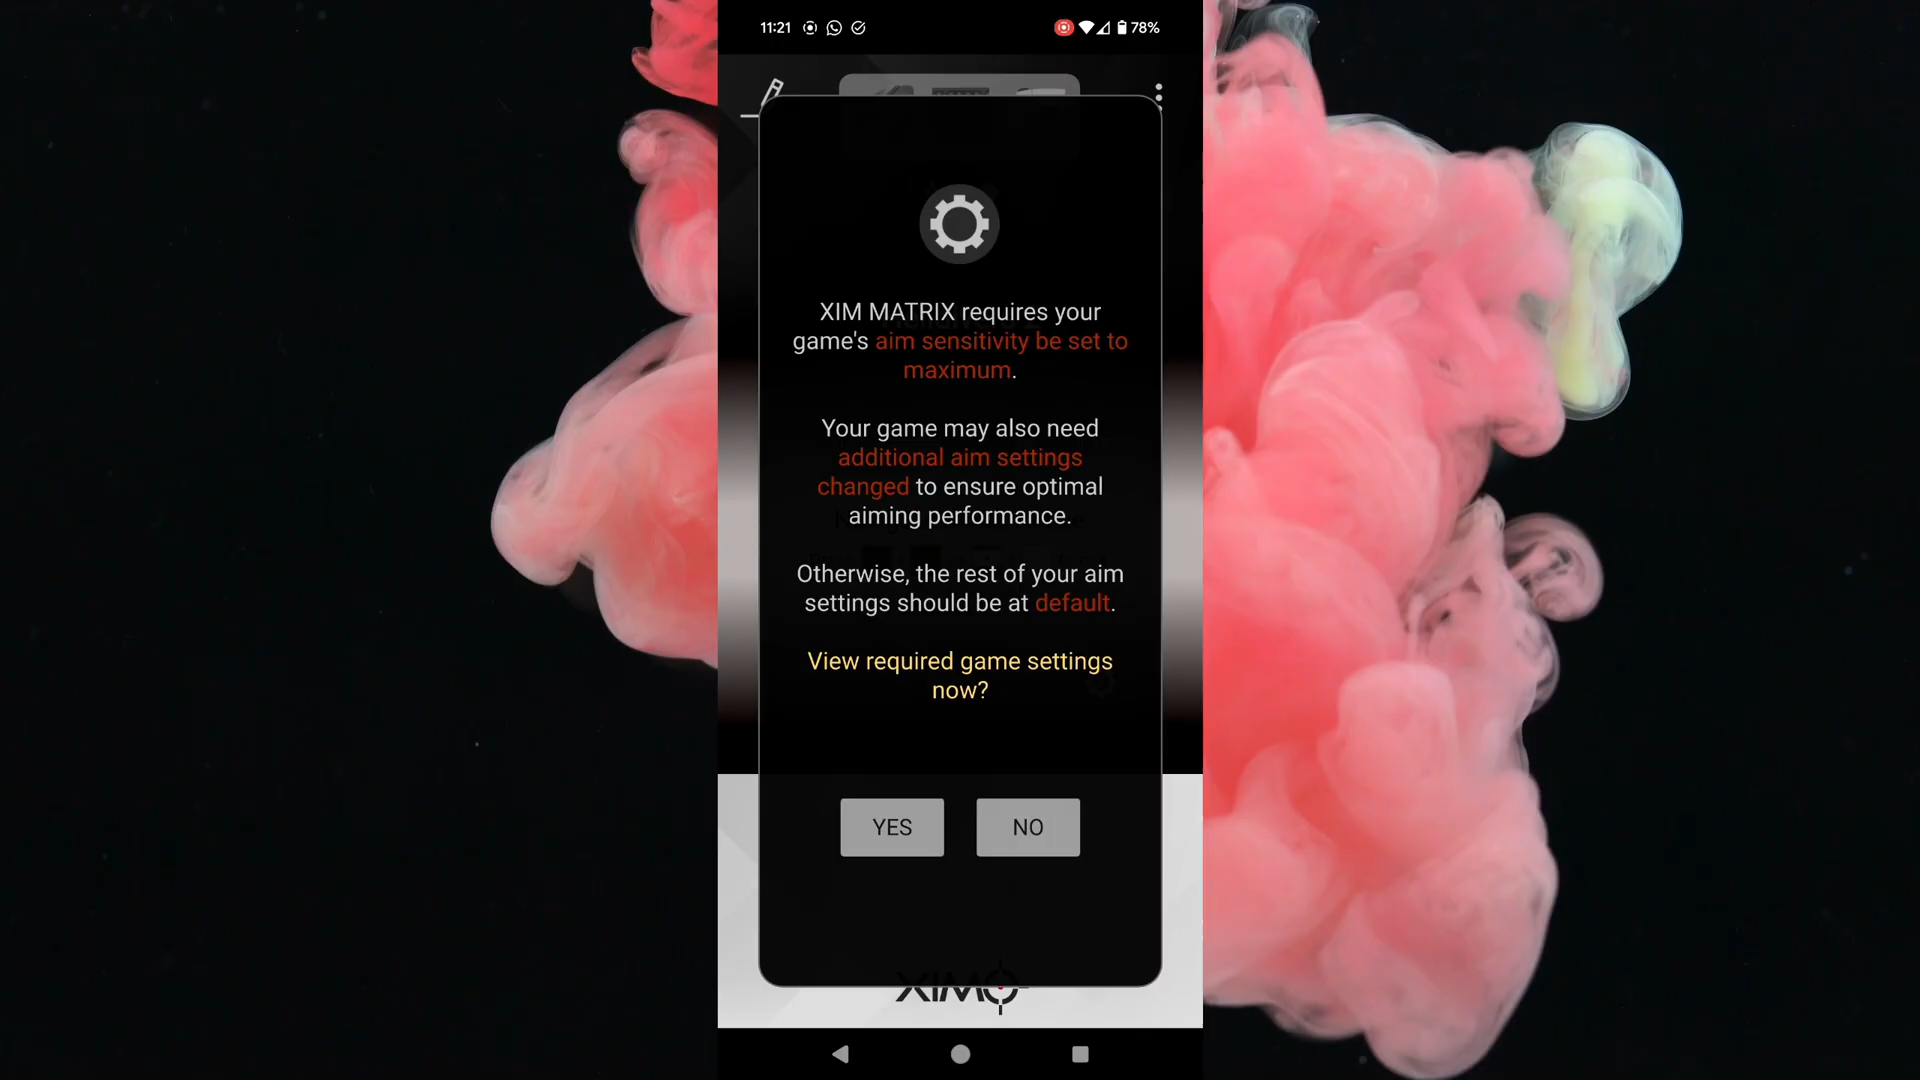 11:21
78%
XIM MATRIX requires your
game's aim sensitivity be set to
maximum.
Your game may also need
additional aim settings
changed to ensure optimal
aiming performance.
Otherwise, the rest of your aim
settings should be at default.
View required game settings
now?
YES
NO
XIM